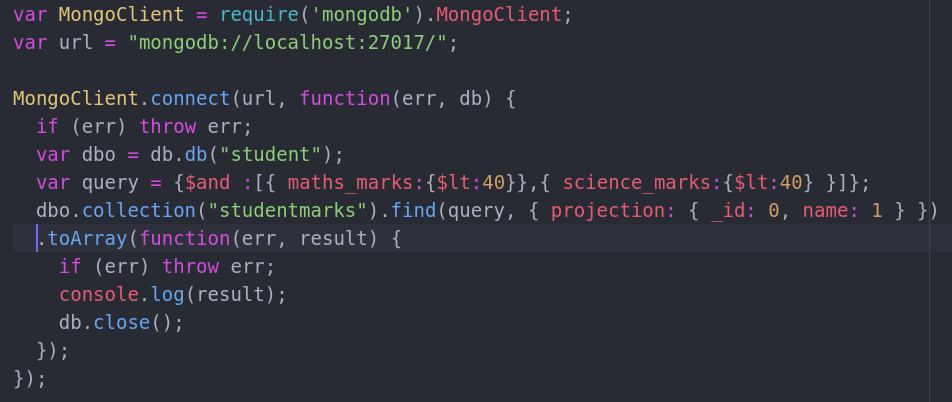 var MongoClient = require('mongodb').MongoClient;
var url = "mongodb://localhost:27017/";

MongoClient.connect(url, function(err, db) {
  if (err) throw err;
  var dbo = db.db("student");
  var query = {$and :[{ maths_marks:{$lt:40}},{ science_marks:{$lt:40} }]};
  dbo.collection("studentmarks").find(query, { projection: { _id: 0, name: 1 } })
  .toArray(function(err, result) {
    if (err) throw err;
    console.log(result);
    db.close();
  });
});